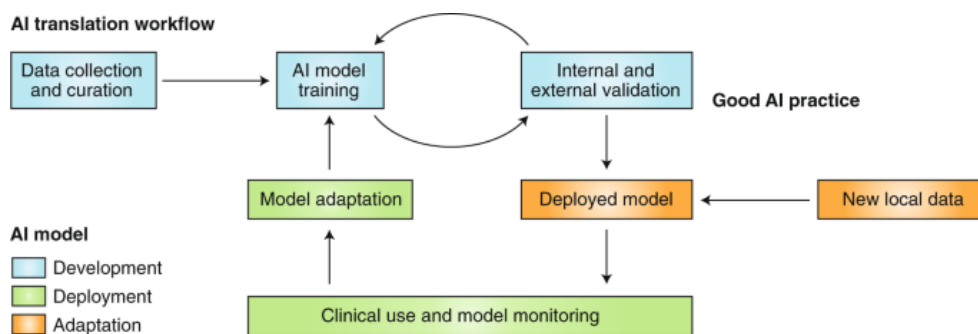 AI translation workflow
Data collection
and curation
AI model
training
Internal and
external validation
Good AI practice
Model adaptation
Deployed model
New local data
AI model
Development
Deployment
Adaptation
Clinical use and model monitoring